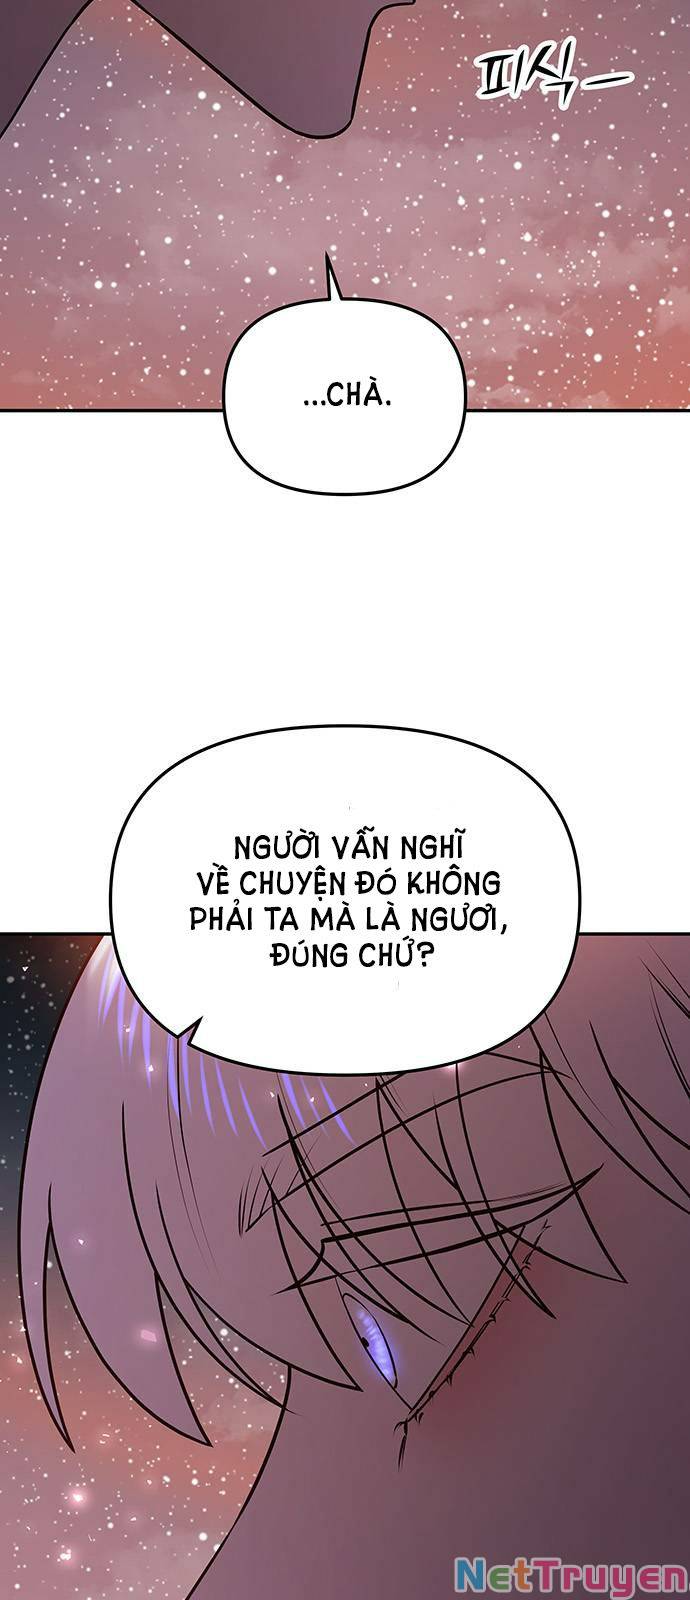 피식
...CHÀ.
NGƯỜI VẪN NGHĨ
VỀ CHUYỆN ĐÓ KHÔNG
PHẢI TA MÀ LÀ NGƯƠI,
ĐÚNG CHỨ?
NetTruyen